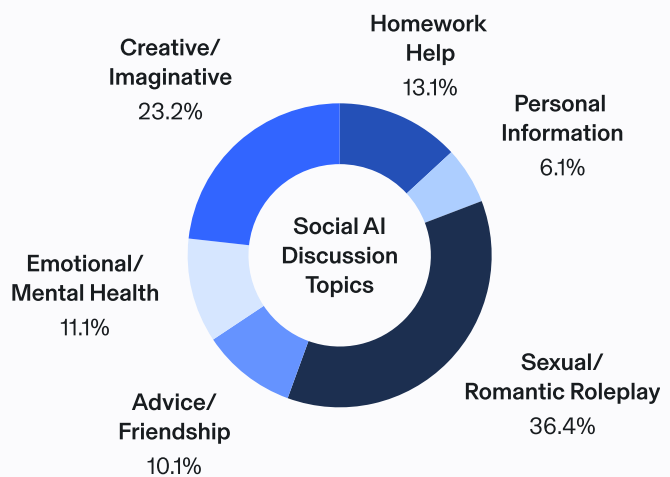 Homework
Help
13.1%
Personal
Information
6.1%
Sexual/
Romantic Roleplay
36.4%
Advice/
Friendship
10.1%
Emotional/
Mental Health
11.1%
Creative/
Imaginative
23.2%
Social AI
Discussion
Topics